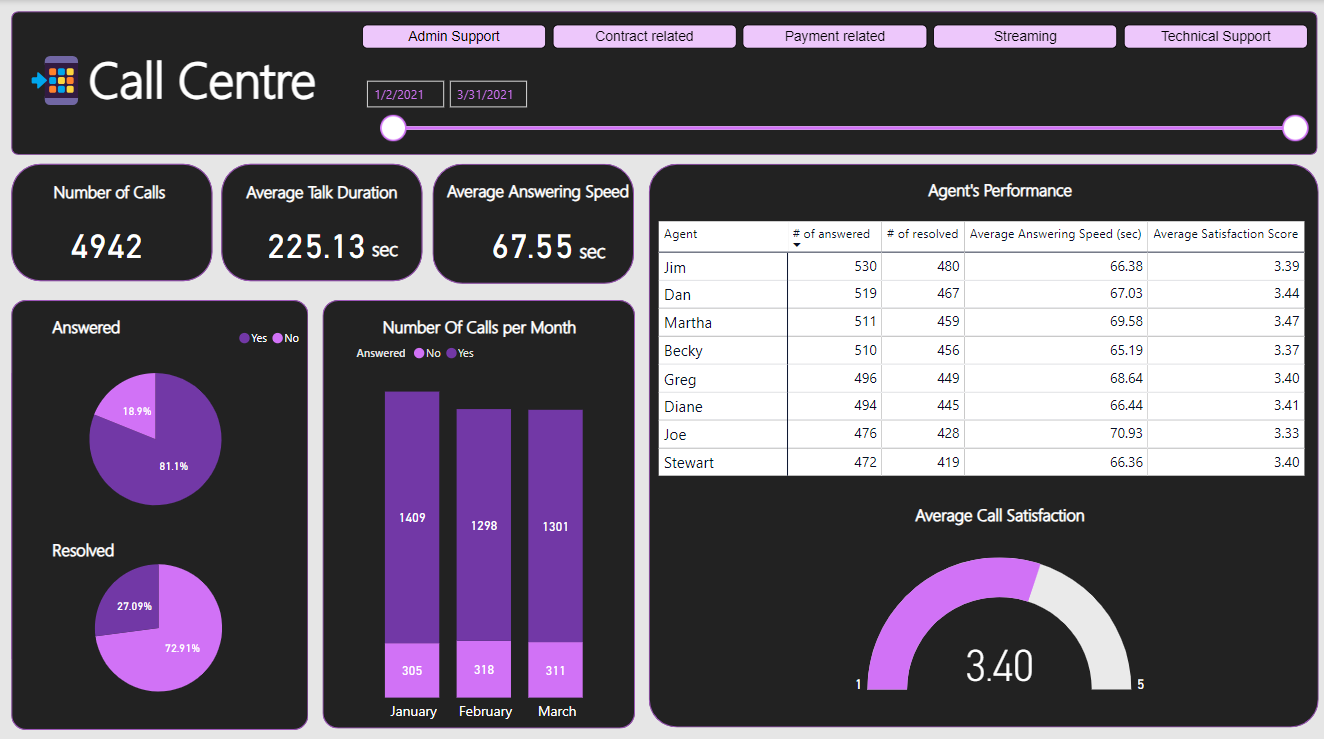 Admin Support
Contract related
Payment related
Streaming
Technical Support
Call Centre
1/2/2021
3/31/2021
Number of Calls
4942
Average Talk Duration
225.13 sec
Average Answering Speed
67.55 sec
Answered
Yes No
18.9%
81.1%
Resolved
27.09%
72.91%
Number Of Calls per Month
Answered No Yes
1409 1298 1301
305 318 311
January February March
Agent's Performance
Agent # of answered # of resolved Average Answering Speed (sec) Average Satisfaction Score
Jim 530 480 66.38 3.39
Dan 519 467 67.03 3.44
Martha 511 459 69.58 3.47
Becky 510 456 65.19 3.37
Greg 496 449 68.64 3.40
Diane 494 445 66.44 3.41
Joe 476 428 70.93 3.33
Stewart 472 419 66.36 3.40
Average Call Satisfaction
3.40
1 5